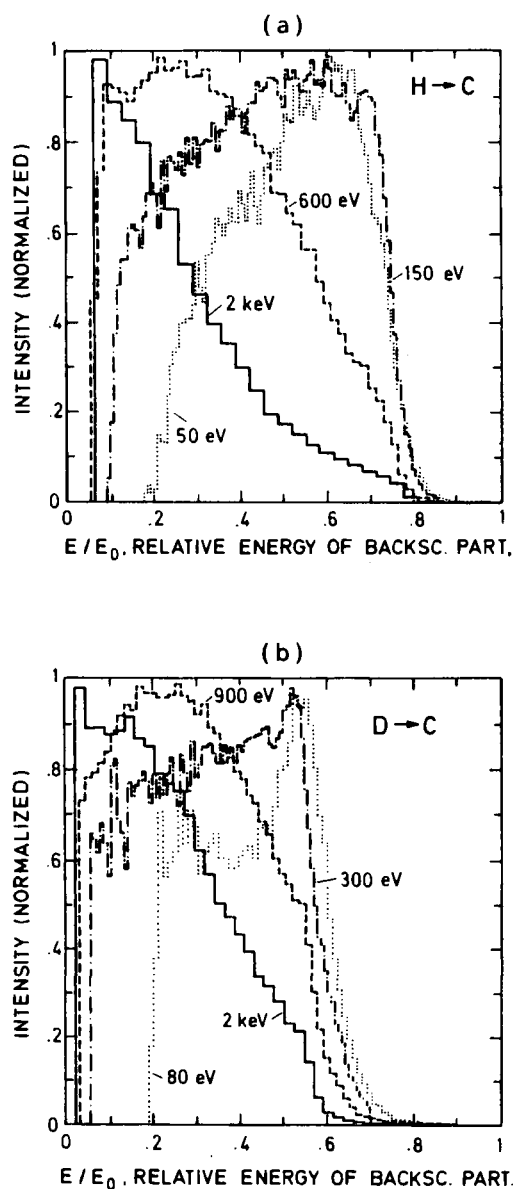 (a)
INTENSITY (NORMALIZED)
1
.8
.6
.4
.2
0
H→C
600 eV
150 eV
2 keV
50 eV
0 .2 .4 .6 .8 1
E/E₀, RELATIVE ENERGY OF BACKSC. PART,
(b)
INTENSITY (NORMALIZED)
1
.8
.6
.4
.2
0
900 eV
D→C
300 eV
2 keV
80 eV
0 .2 .4 .6 .8 1
E/E₀, RELATIVE ENERGY OF BACKSC. PART.